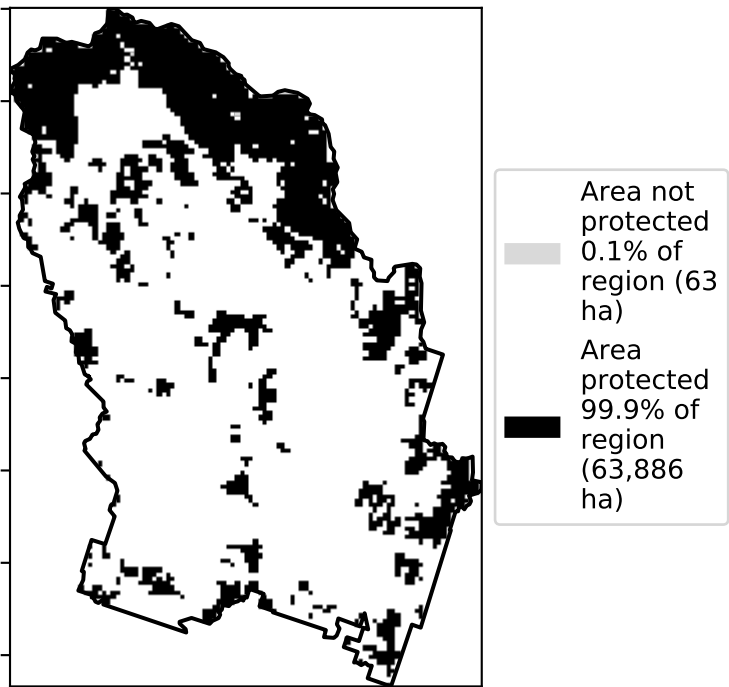 Area not
protected
0.1% of
region (63
ha)
Area
protected
99.9% of
region
(63,886
ha)